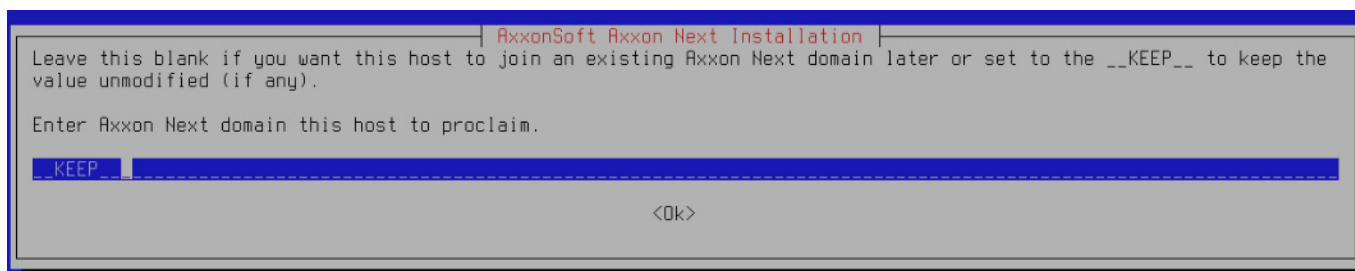 AxxonSoft Axxon Next Installation
Leave this blank if you want this host to join an existing Axxon Next domain later or set to the __KEEP__ to keep the
value unmodified (if any).
Enter Axxon Next domain this host to proclaim.
__KEEP__
<Ok>